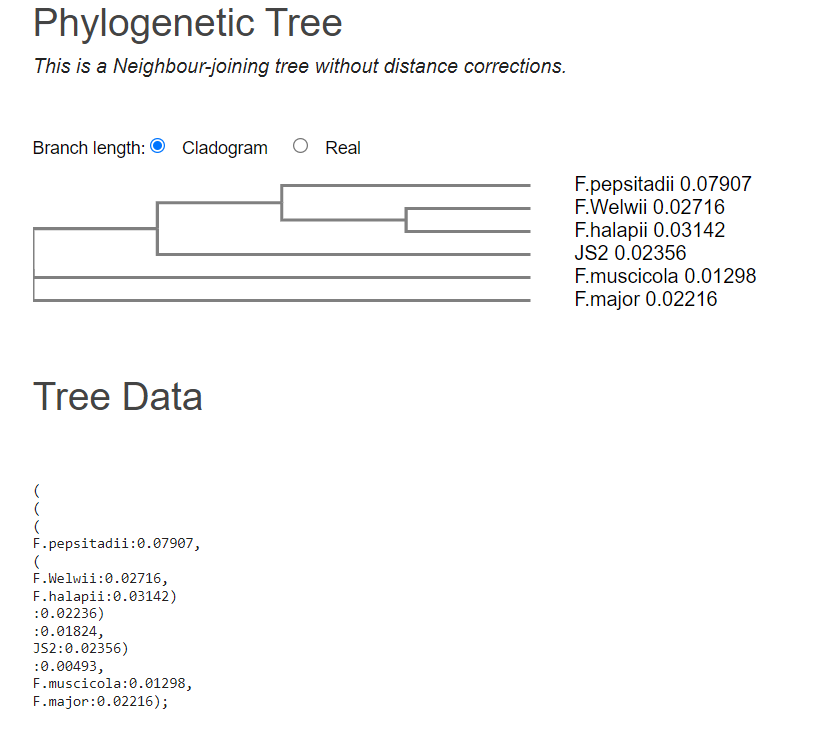 Phylogenetic Tree
This is a Neighbour-joining tree without distance corrections.
Branch length: Cladogram Real
F.pepsitadii 0.07907
F.Welwii 0.02716
F.halapii 0.03142
JS2 0.02356
F.muscicola 0.01298
F.major 0.02216
Tree Data
(
(
(
F.pepsitadii:0.07907,
(
F.Welwii:0.02716,
F.halapii:0.03142)
:0.02236)
:0.01824,
JS2:0.02356)
:0.00493,
F.muscicola:0.01298,
F.major:0.02216);